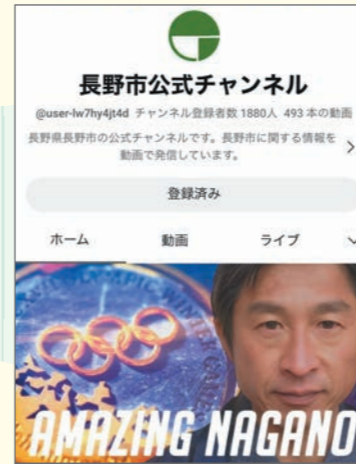 長野市公式チャンネル
@user-lw7hy4jt4d チャンネル登録者数 1880人 493 本の動画
長野県長野市の公式チャンネルです。長野市に関する情報を
動画で発信しています。
登録済み
ホーム 動画 ライブ
AMAZING NAGANO